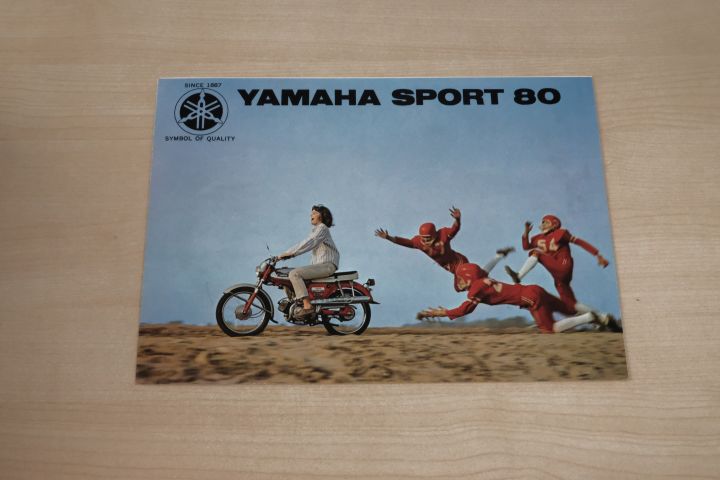 SINCE 1887
YAMAHA SPORT 80
SYMBOL OF QUALITY
54